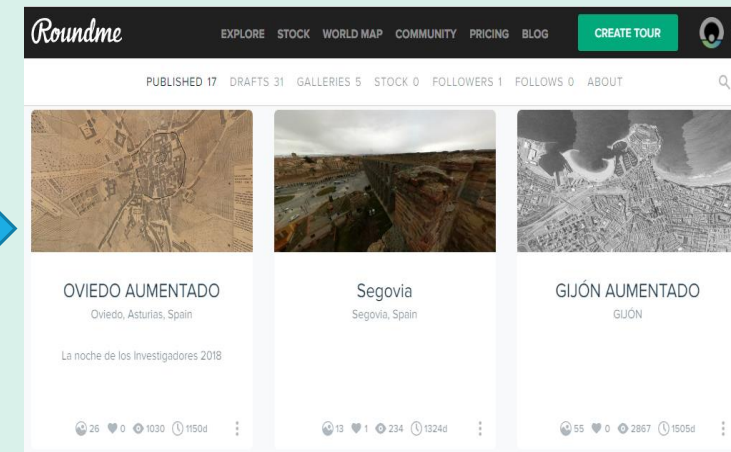 Roundme
EXPLORE STOCK WORLD MAP COMMUNITY PRICING BLOG CREATE TOUR
PUBLISHED 17 DRAFTS 31 GALLERIES 5 STOCK 0 FOLLOWERS 1 FOLLOWS 0 ABOUT
OVIEDO AUMENTADO
Oviedo, Asturias, Spain
La noche de los Investigadores 2018
26 0 1030 1150d
Segovia
Segovia, Spain
13 1 234 1324d
GIJÓN AUMENTADO
GIJÓN
55 0 2867 1505d